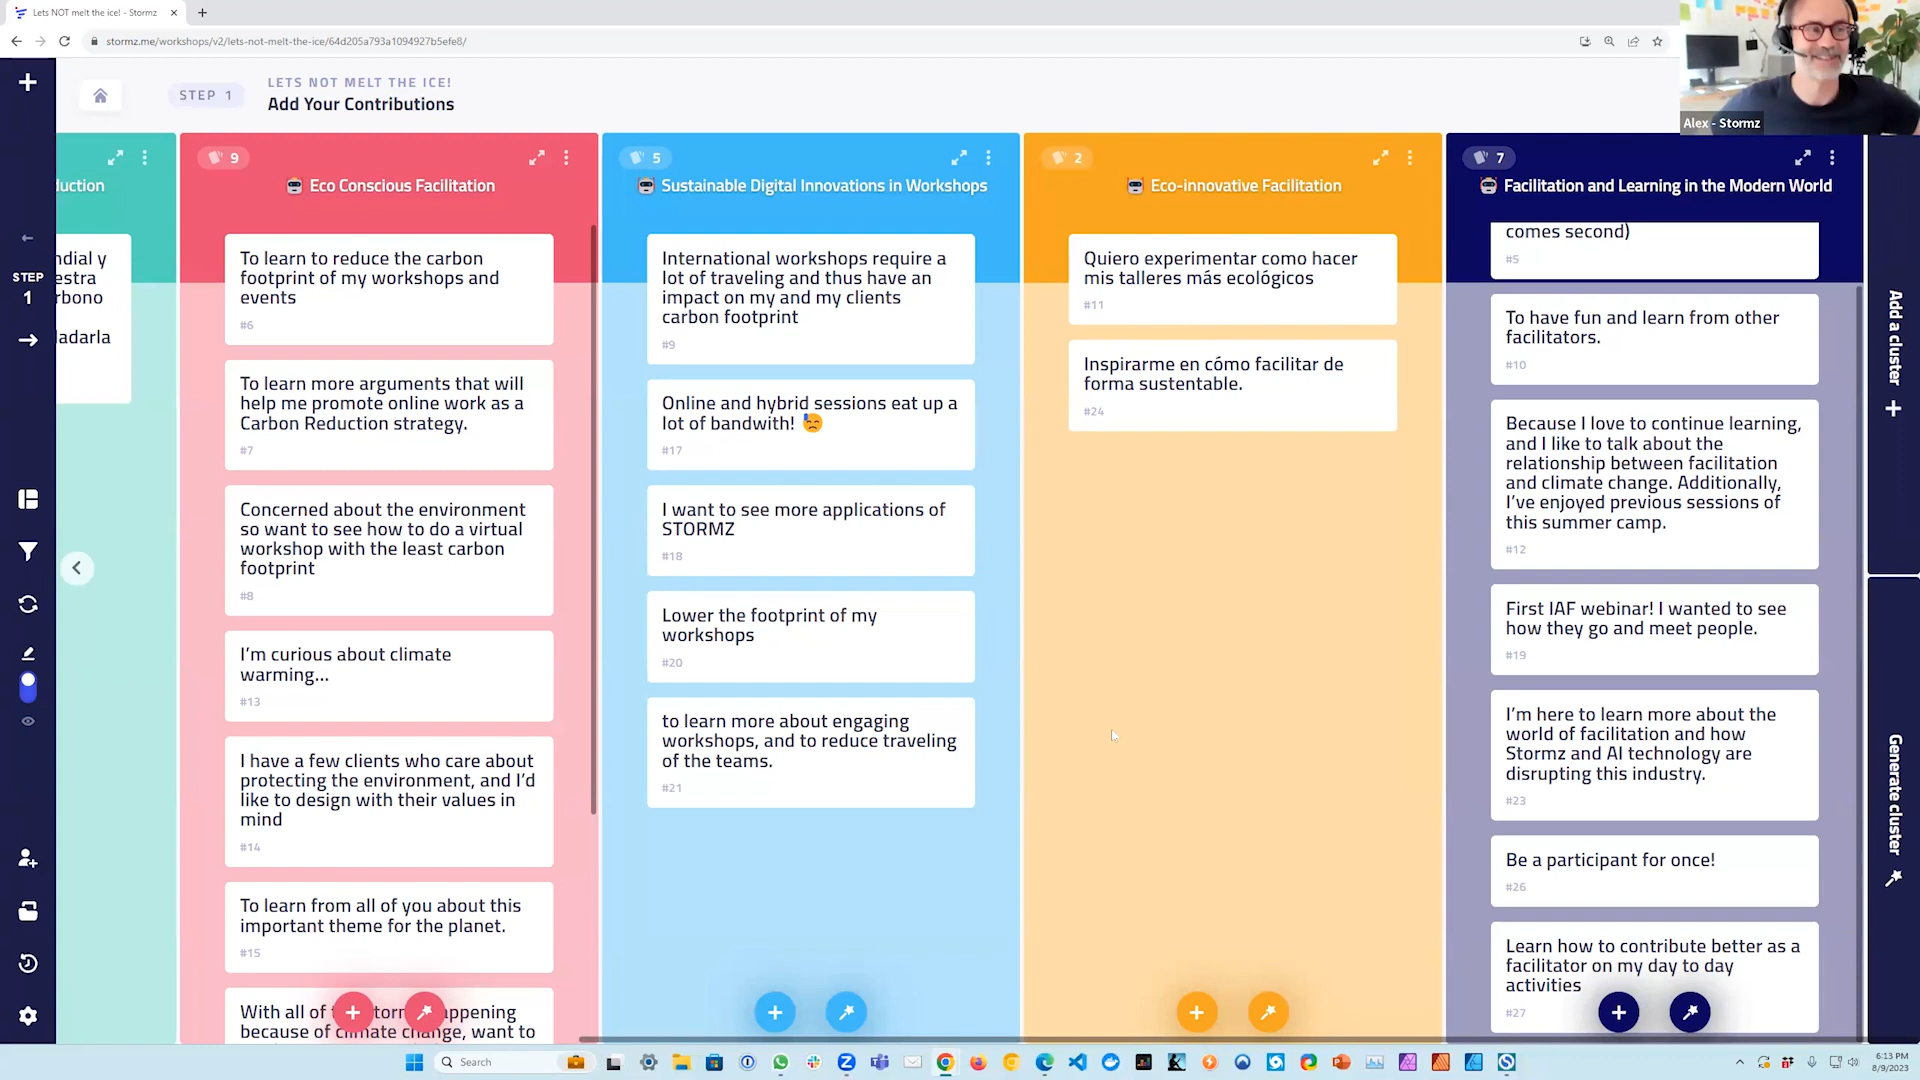 Lets NOT melt the ice! - Stormz
stormz.me/workshops/v2/lets-not-melt-the-ice/64d205a793a1094927b5efe8/
STEP 1
LETS NOT MELT THE ICE!
Add Your Contributions
Alex - Stormz
STEP
1
duction
ndial y
estra
rbono
ladarla
9
Eco Conscious Facilitation
To learn to reduce the carbon
footprint of my workshops and
events
#6
To learn more arguments that will
help me promote online work as a
Carbon Reduction strategy.
#7
Concerned about the environment
so want to see how to do a virtual
workshop with the least carbon
footprint
#8
I'm curious about climate
warming...
#13
I have a few clients who care about
protecting the environment, and I'd
like to design with their values in
mind
#14
To learn from all of you about this
important theme for the planet.
#15
With all of storm appening
because of climate change, want to
5
Sustainable Digital Innovations in Workshops
International workshops require a
lot of traveling and thus have an
impact on my and my clients
carbon footprint
#9
Online and hybrid sessions eat up a
lot of bandwith!
#17
I want to see more applications of
STORMZ
#18
Lower the footprint of my
workshops
#20
to learn more about engaging
workshops, and to reduce traveling
of the teams.
#21
2
Eco-innovative Facilitation
Quiero experimentar como hacer
mis talleres más ecológicos
#11
Inspirarme en cómo facilitar de
forma sustentable.
#24
7
Facilitation and Learning in the Modern World
comes second)
#5
To have fun and learn from other
facilitators.
#10
Because I love to continue learning,
and I like to talk about the
relationship between facilitation
and climate change. Additionally,
I've enjoyed previous sessions of
this summer camp.
#12
First IAF webinar! I wanted to see
how they go and meet people.
#19
I'm here to learn more about the
world of facilitation and how
Stormz and AI technology are
disrupting this industry.
#23
Be a participant for once!
#26
Learn how to contribute better as a
facilitator on my day to day
activities
#27
Add a cluster
Generate cluster
Search
6:13 PM
8/9/2023